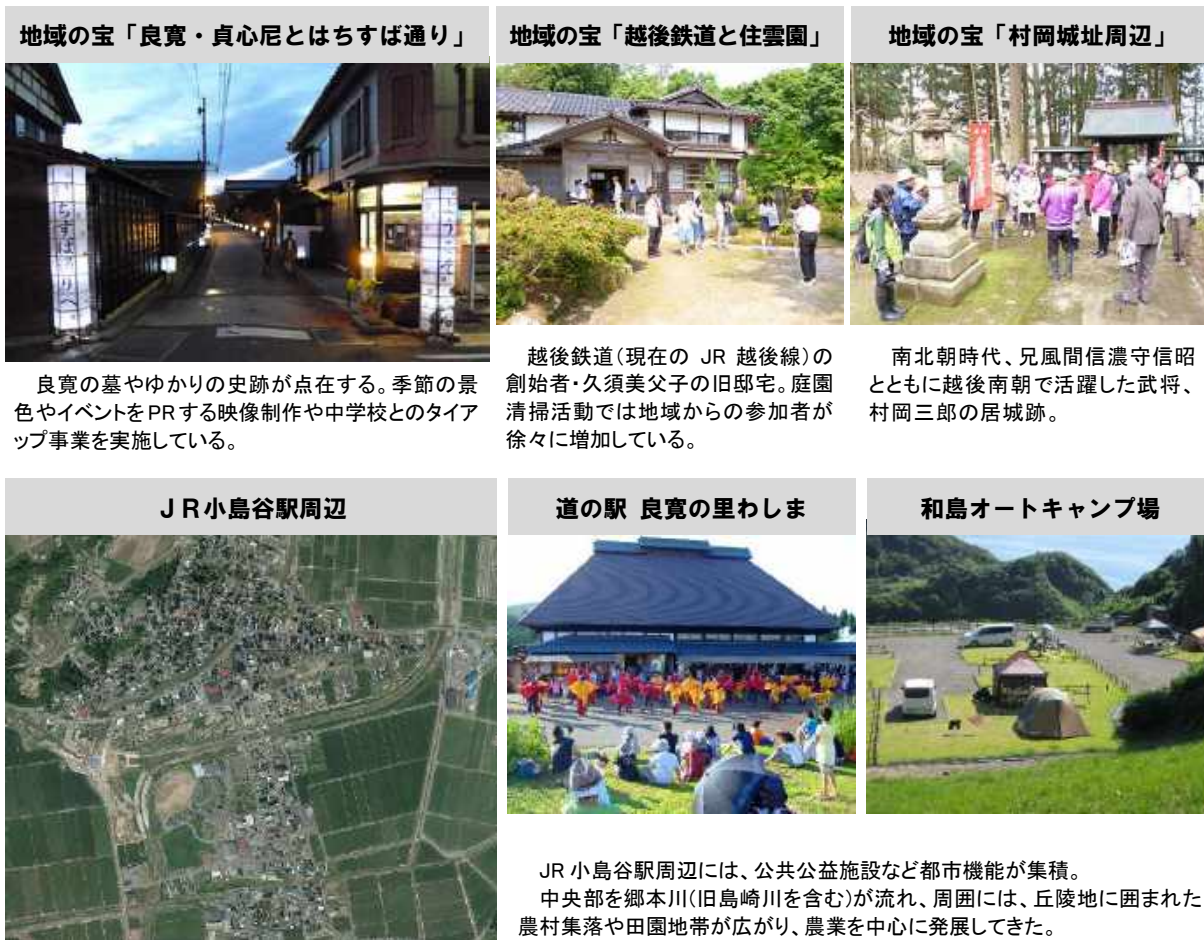 地域の宝「良寛・貞心尼とはちすば通り」
地域の宝「越後鉄道と住雲園」
地域の宝「村岡城址周辺」
良寛の墓やゆかりの史跡が点在する。季節の景
色やイベントをPRする映像制作や中学校とのタイア
ップ事業を実施している。
越後鉄道(現在の JR 越後線)の
創始者・久須美父子の旧邸宅。庭園
清掃活動では地域からの参加者が
徐々に増加している。
南北朝時代、兄風間信濃守信昭
とともに越後南朝で活躍した武将、
村岡三郎の居城跡。
JR小島谷駅周辺
道の駅 良寛の里わしま
和島オートキャンプ場
JR 小島谷駅周辺には、公共公益施設など都市機能が集積。
中央部を郷本川(旧島崎川を含む)が流れ、周囲には、丘陵地に囲まれた
農村集落や田園地帯が広がり、農業を中心に発展してきた。